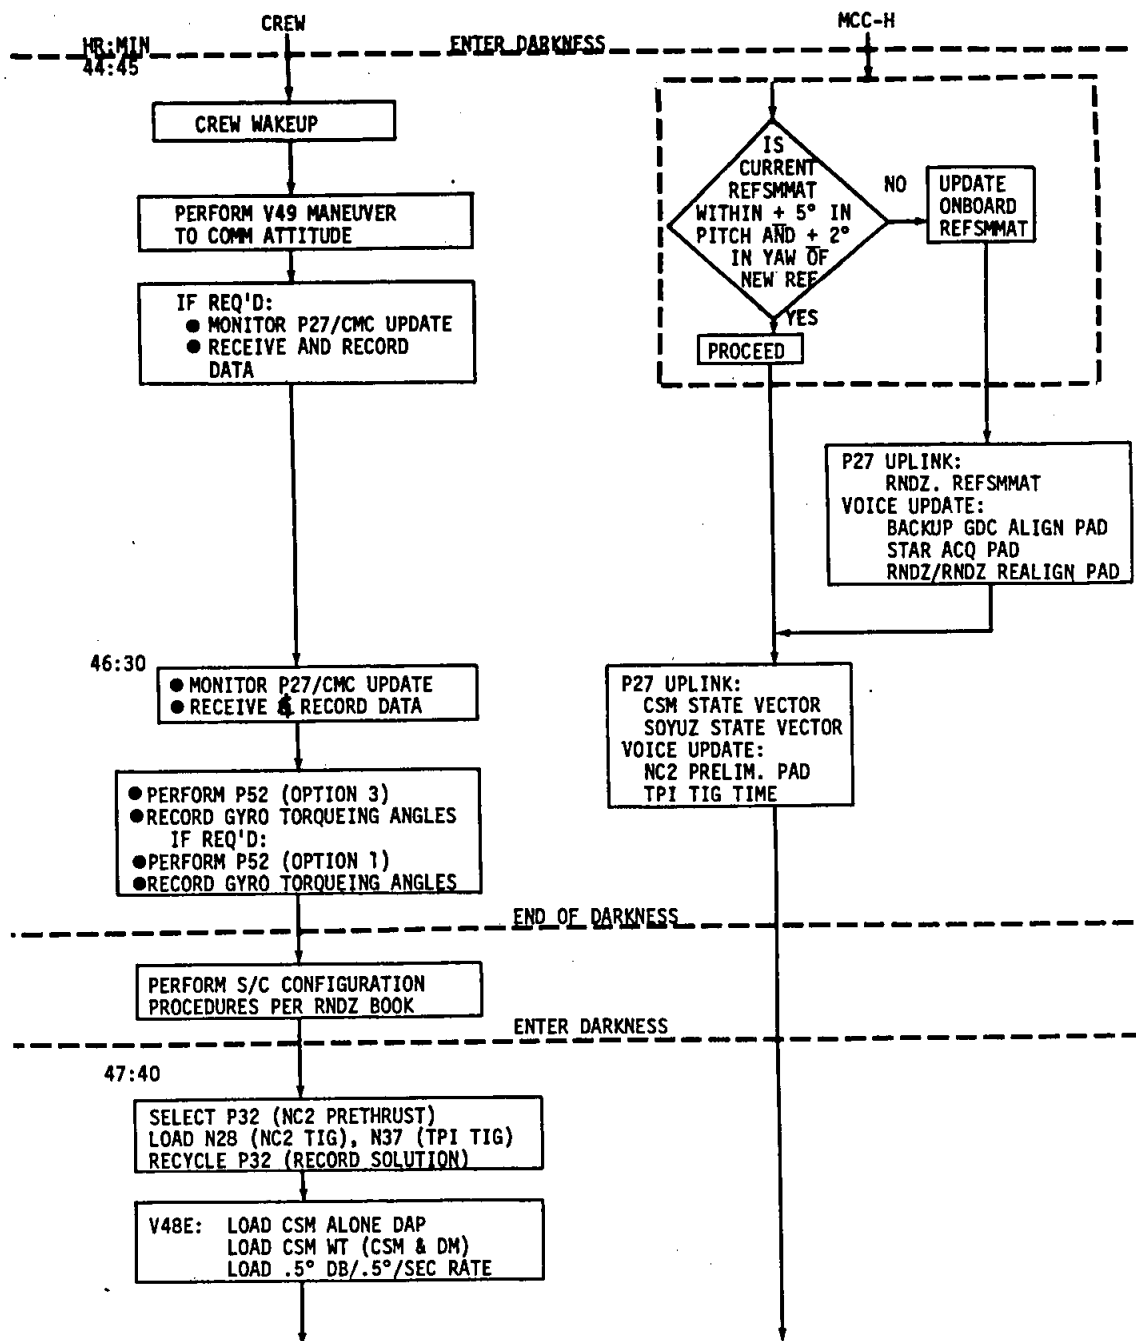 CREW
MCC-H
HR:MIN
ENTER DARKNESS
44:45
CREW WAKEUP
PERFORM V49 MANEUVER
TO COMM ATTITUDE
IF REQ'D:
● MONITOR P27/CMC UPDATE
● RECEIVE AND RECORD
DATA
IS
CURRENT
REFSMMAT
WITHIN ± 5° IN
PITCH AND ± 2°
IN YAW OF
NEW REF
NO
UPDATE
ONBOARD
REFSMMAT
YES
PROCEED
P27 UPLINK:
RNDZ. REFSMMAT
VOICE UPDATE:
BACKUP GDC ALIGN PAD
STAR ACQ PAD
RNDZ/RNDZ REALIGN PAD
46:30
● MONITOR P27/CMC UPDATE
● RECEIVE & RECORD DATA
P27 UPLINK:
CSM STATE VECTOR
SOYUZ STATE VECTOR
VOICE UPDATE:
NC2 PRELIM. PAD
TPI TIG TIME
● PERFORM P52 (OPTION 3)
● RECORD GYRO TORQUEING ANGLES
IF REQ'D:
● PERFORM P52 (OPTION 1)
● RECORD GYRO TORQUEING ANGLES
END OF DARKNESS
PERFORM S/C CONFIGURATION
PROCEDURES PER RNDZ BOOK
ENTER DARKNESS
47:40
SELECT P32 (NC2 PRETHRUST)
LOAD N28 (NC2 TIG), N37 (TPI TIG)
RECYCLE P32 (RECORD SOLUTION)
V48E: LOAD CSM ALONE DAP
LOAD CSM WT (CSM & DM)
LOAD .5° DB/.5°/SEC RATE